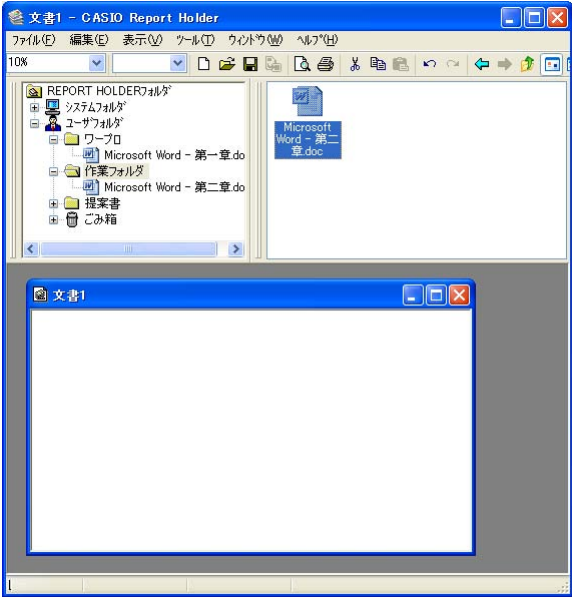 文書1 - CASIO Report Holder
ファイル(F) 編集(E) 表示(V) ツール(T) ウィンドウ(W) ヘルプ(H)
10%
REPORT HOLDERフォルダ
システムフォルダ
ユーザフォルダ
ワープロ
Microsoft Word - 第一章.do
作業フォルダ
Microsoft Word - 第二章.do
提案書
ごみ箱
Microsoft
Word - 第二
章.doc
文書1